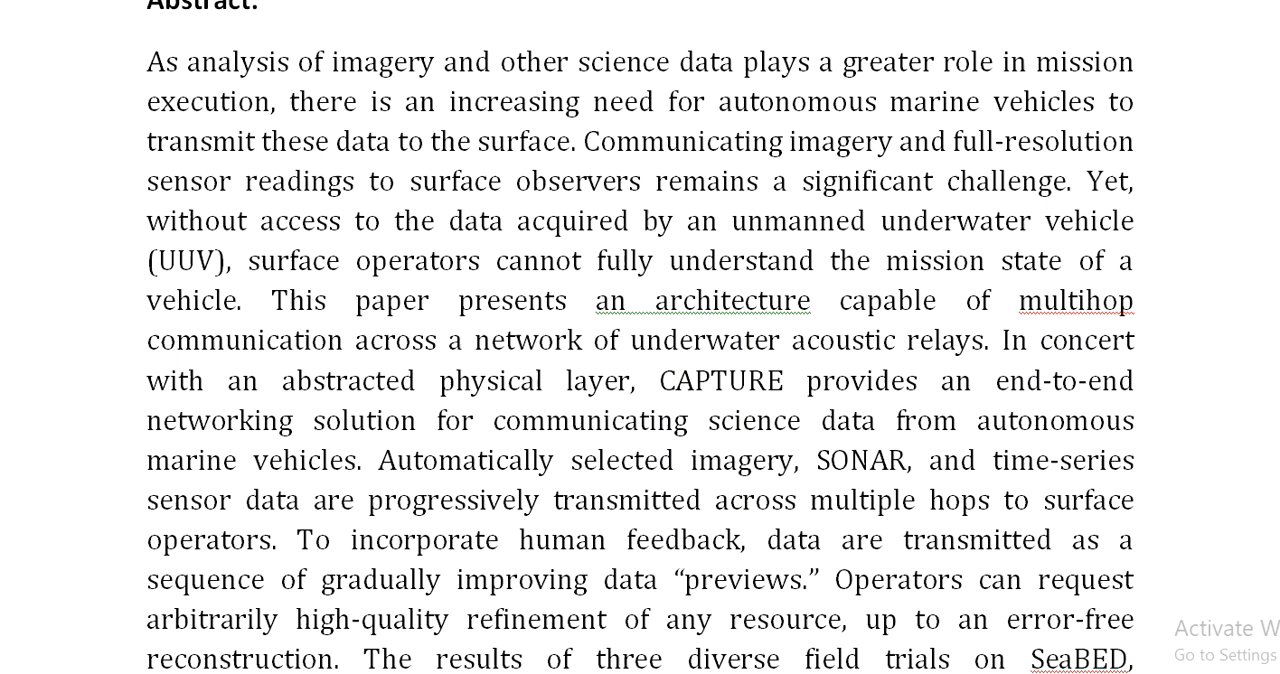 Abstract:
As analysis of imagery and other science data plays a greater role in mission
execution, there is an increasing need for autonomous marine vehicles to
transmit these data to the surface. Communicating imagery and full-resolution
sensor readings to surface observers remains a significant challenge. Yet,
without access to the data acquired by an unmanned underwater vehicle
(UUV), surface operators cannot fully understand the mission state of a
vehicle. This paper presents an architecture capable of multihop
communication across a network of underwater acoustic relays. In concert
with an abstracted physical layer, CAPTURE provides an end-to-end
networking solution for communicating science data from autonomous
marine vehicles. Automatically selected imagery, SONAR, and time-series
sensor data are progressively transmitted across multiple hops to surface
operators. To incorporate human feedback, data are transmitted as a
sequence of gradually improving data “previews.” Operators can request
arbitrarily high-quality refinement of any resource, up to an error-free
reconstruction. The results of three diverse field trials on SeaBED,
Activate W
Go to Settings